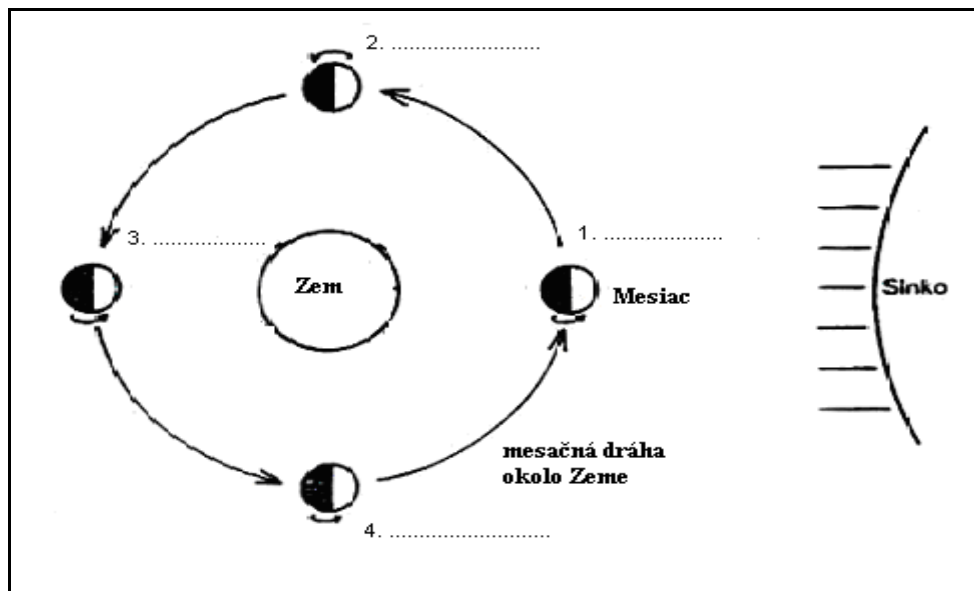 2. ........................
3. ...................
1. ...................
Zem
Mesiac
Slnko
mesačná dráha
okolo Zeme
4. ..........................